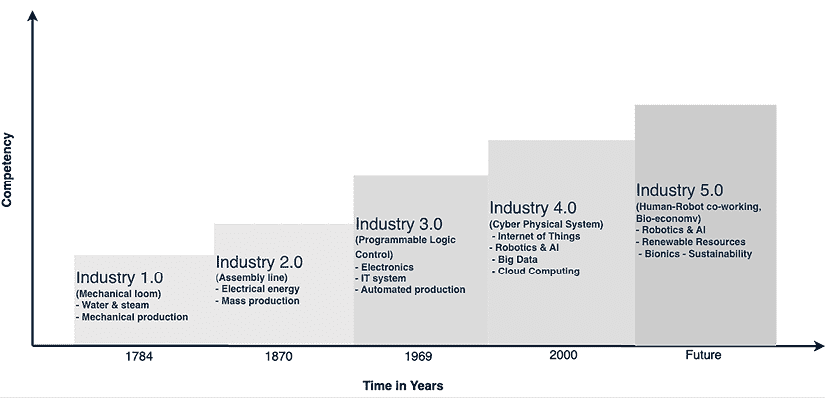 Competency
Industry 1.0
(Mechanical loom)
- Water & steam
- Mechanical production
Industry 2.0
(Assembly line)
- Electrical energy
- Mass production
Industry 3.0
(Programmable Logic
Control)
- Electronics
- IT system
- Automated production
Industry 4.0
(Cyber Physical System)
- Internet of Things
- Robotics & AI
- Big Data
- Cloud Computing
Industry 5.0
(Human-Robot co-working,
Bio-economy)
- Robotics & AI
- Renewable Resources
- Bionics - Sustainability
1784
1870
1969
2000
Future
Time in Years